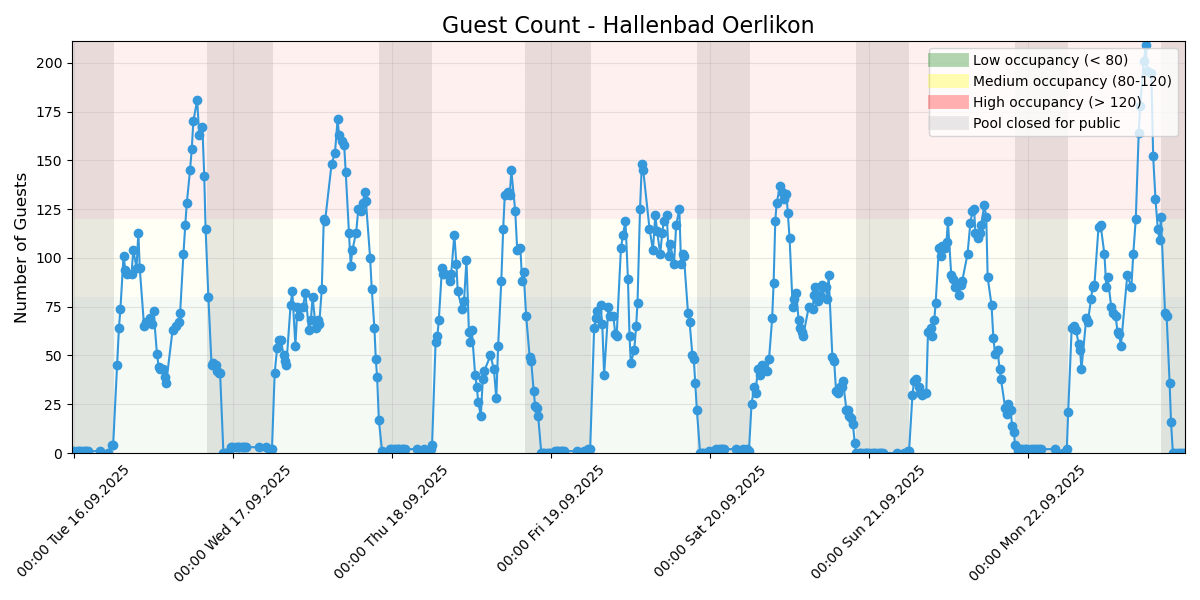 Guest Count - Hallenbad Oerlikon
Number of Guests
200
175
150
125
100
75
50
25
0
Low occupancy (< 80)
Medium occupancy (80-120)
High occupancy (> 120)
Pool closed for public
00:00 Tue 16.09.2025
00:00 Wed 17.09.2025
00:00 Thu 18.09.2025
00:00 Fri 19.09.2025
00:00 Sat 20.09.2025
00:00 Sun 21.09.2025
00:00 Mon 22.09.2025